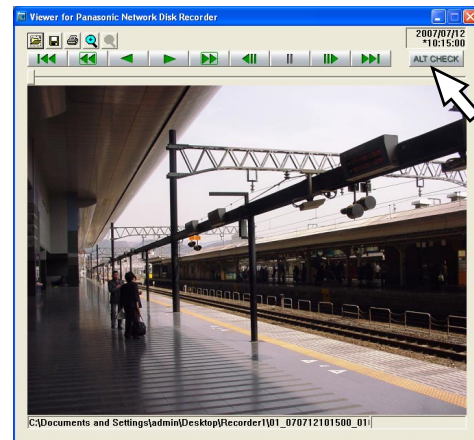 Viewer for Panasonic Network Disk Recorder
2007/07/12
*10:15:00
ALT CHECK
C:\Documents and Settings\admin\Desktop\Recorder1\01_070712101500_01